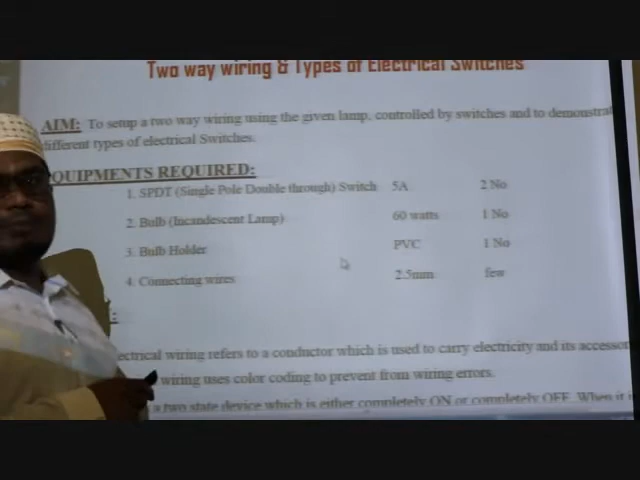 Two way wiring & Types of Electrical Switches
AIM: To setup a two way wiring using the given lamp, controlled by switches and to demonstrat
different types of electrical Switches.
QUIPMENTS REQUIRED:
1. SPDT (Single Pole Double through) Switch 5A 2 No
2. Bulb (Incandescent Lamp) 60 watts 1 No
3. Bulb Holder PVC 1 No
4. Connecting wires 2.5mm few
:
ectrical wiring refers to a conductor which is used to carry electricity and its accessor
wiring uses color coding to prevent from wiring errors.
a two state device which is either completely ON or completely OFF. When it i